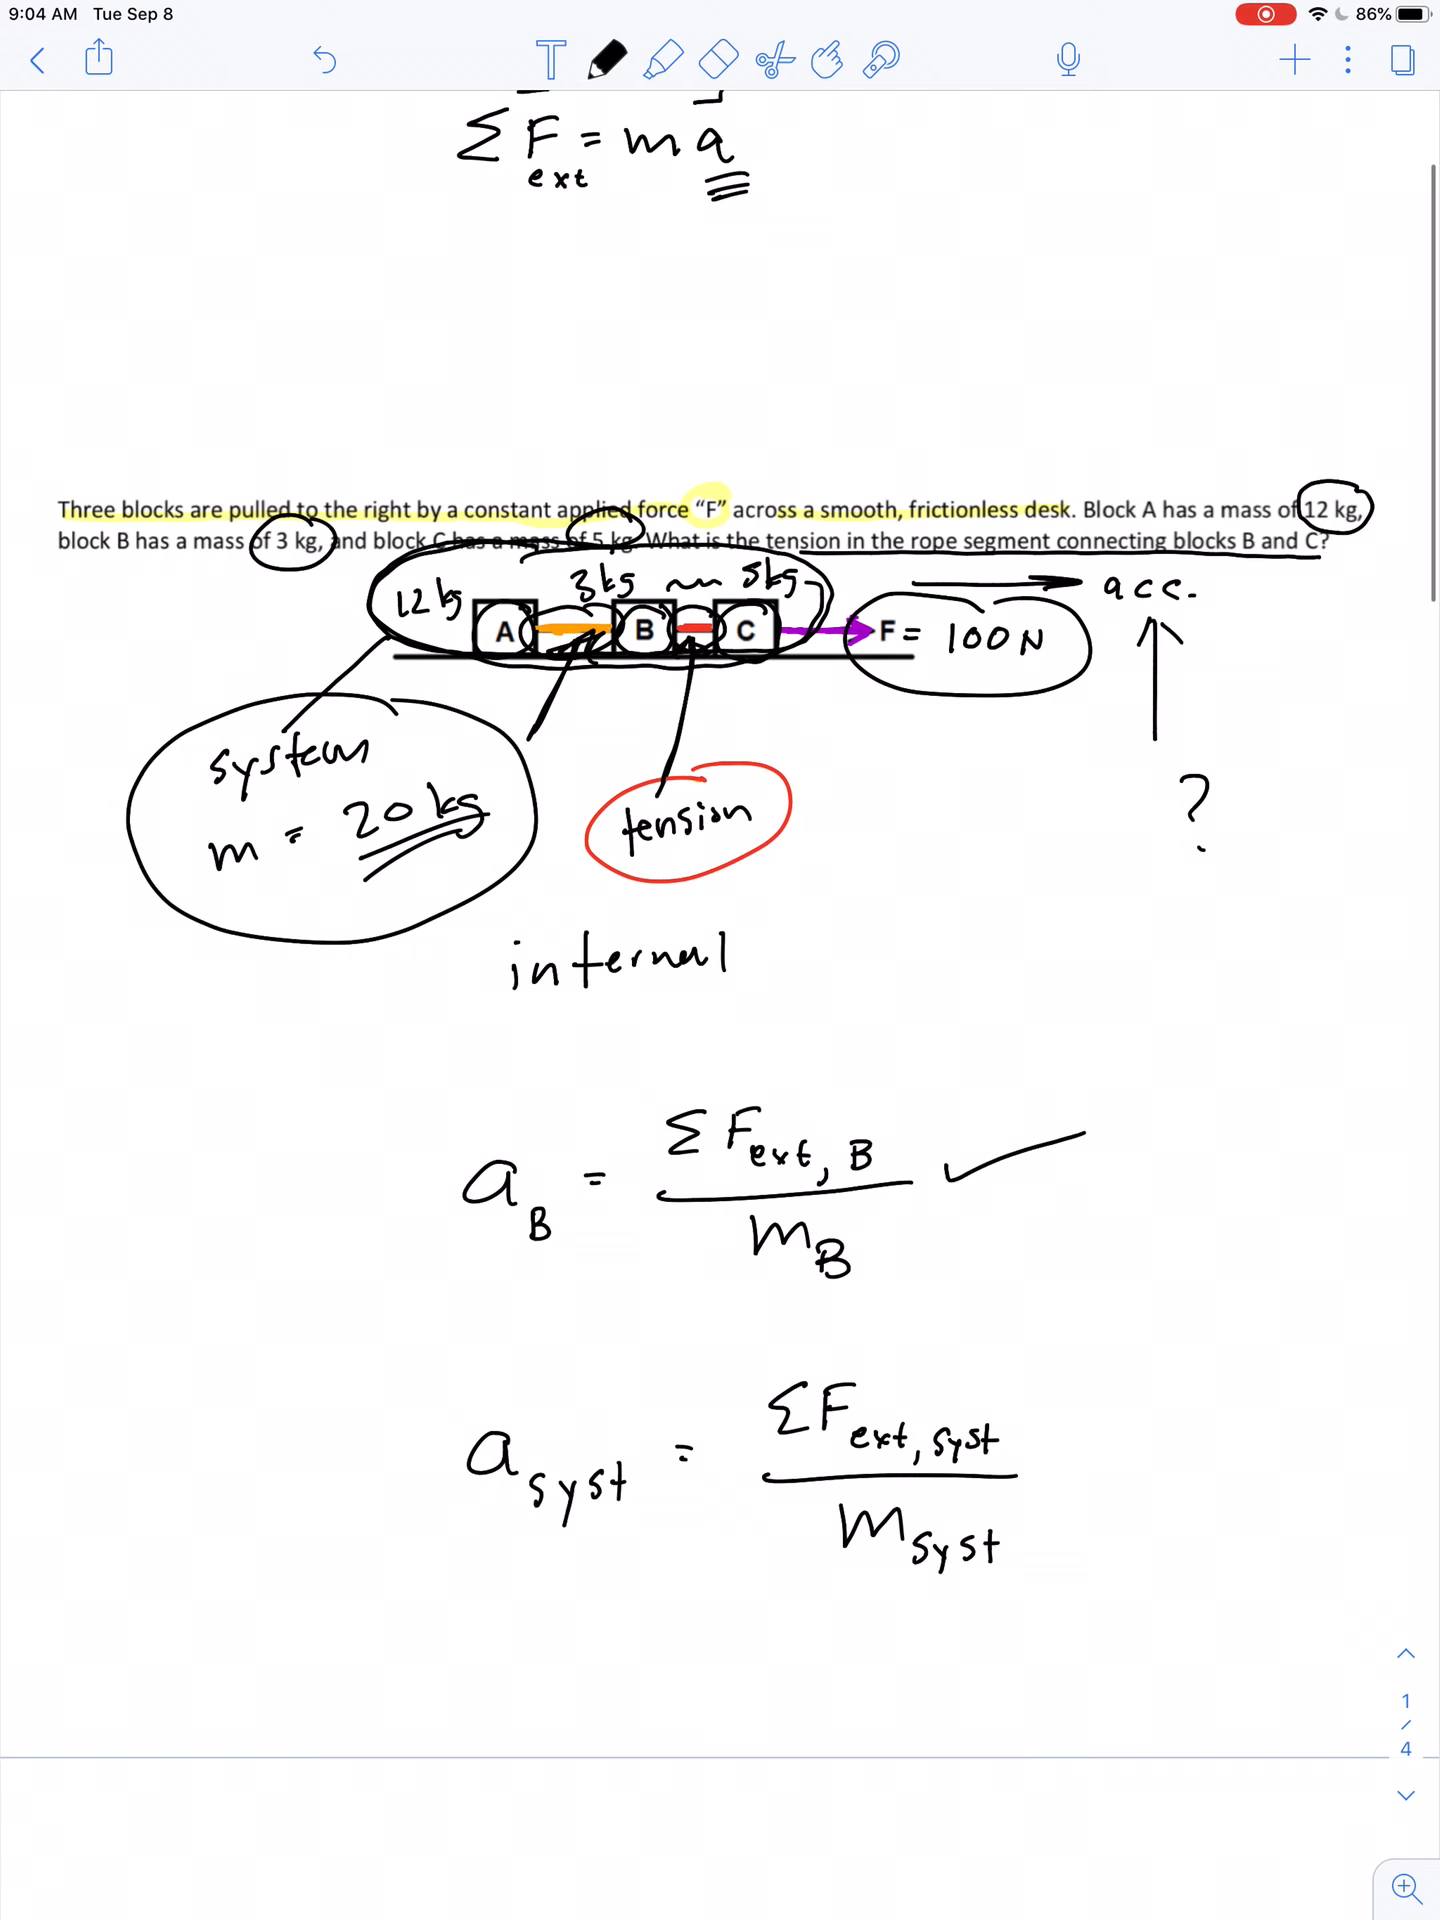 9:04 AM Tue Sep 8
86%
T
Σ F = m a
ext
Three blocks are pulled to the right by a constant applied force “F” across a smooth, frictionless desk. Block A has a mass of 12 kg,
block B has a mass of 3 kg, and block C has a mass of 5 kg. What is the tension in the rope segment connecting blocks B and C?
12 kg 3 kg 5 kg acc.
A B C F = 100 N
system
m = 20 kg
tension
?
internal
a_B = ΣF_ext, B / m_B ✓
a_syst = ΣF_ext, syst / m_syst
1
/
4